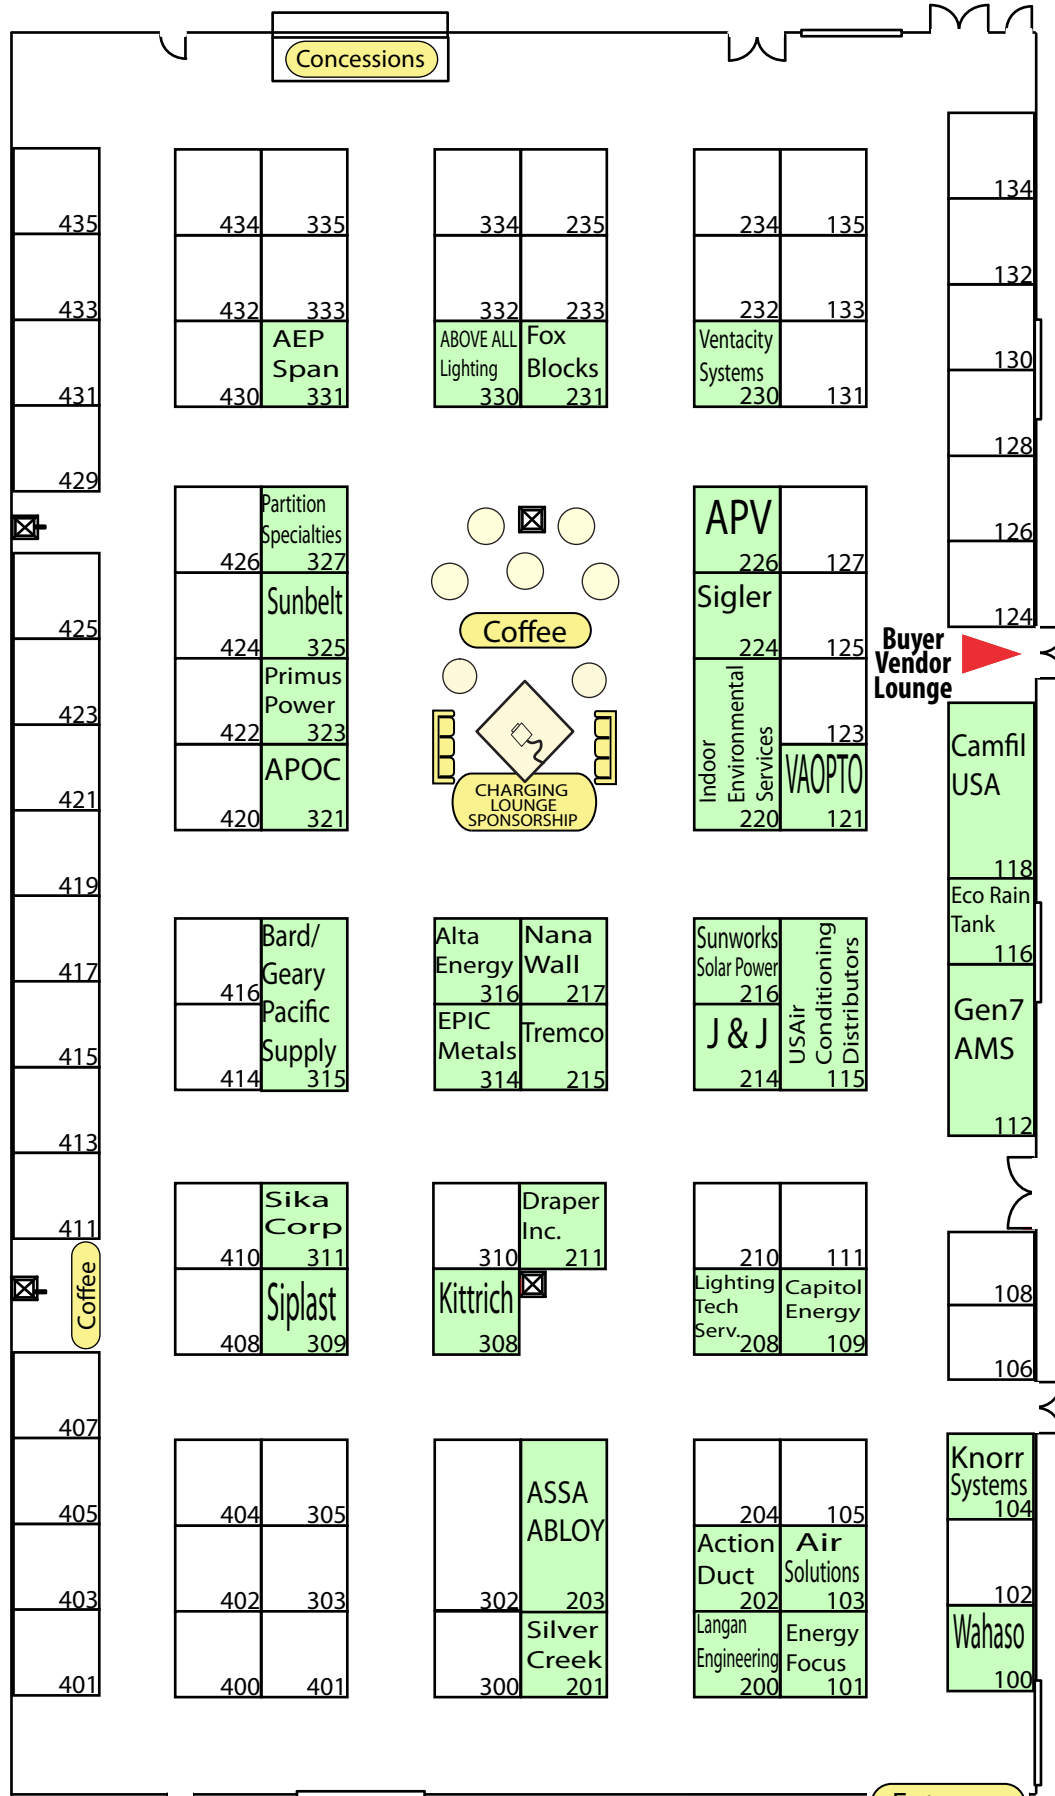 Concessions
134
435
434
335
334
235
234
135
132
433
432
333
332
233
232
133
130
AEP
Span
331
ABOVE ALL
Lighting
330
Fox
Blocks
231
Ventacity
Systems
230
431
430
131
128
429
126
Partition
Specialties
327
426
APV
226
127
124
425
424
Sunbelt
325
Coffee
Sigler
224
125
Buyer
Vendor
Lounge
423
422
Primus
Power
323
Indoor
Environmental
Services
220
123
421
420
APOC
321
CHARGING
LOUNGE
SPONSORSHIP
VAOPTO
121
Camfil
USA
118
419
Eco Rain
Tank
116
417
416
Bard/
Geary
Pacific
Supply
315
Alta
Energy
316
Nana
Wall
217
Sunworks
Solar Power
216
USAir
Conditioning
Distributors
115
Gen7
AMS
112
415
414
EPIC
Metals
314
Tremco
215
J & J
214
413
411
410
Sika
Corp
311
310
Draper
Inc.
211
210
111
108
Coffee
408
Siplast
309
Kittrich
308
Lighting
Tech
Serv.
208
Capitol
Energy
109
106
407
405
404
305
ASSA
ABLOY
203
204
105
Knorr
Systems
104
403
402
303
302
Action
Duct
202
Air
Solutions
103
102
401
400
401
300
Silver
Creek
201
Langan
Engineering
200
Energy
Focus
101
Wahaso
100